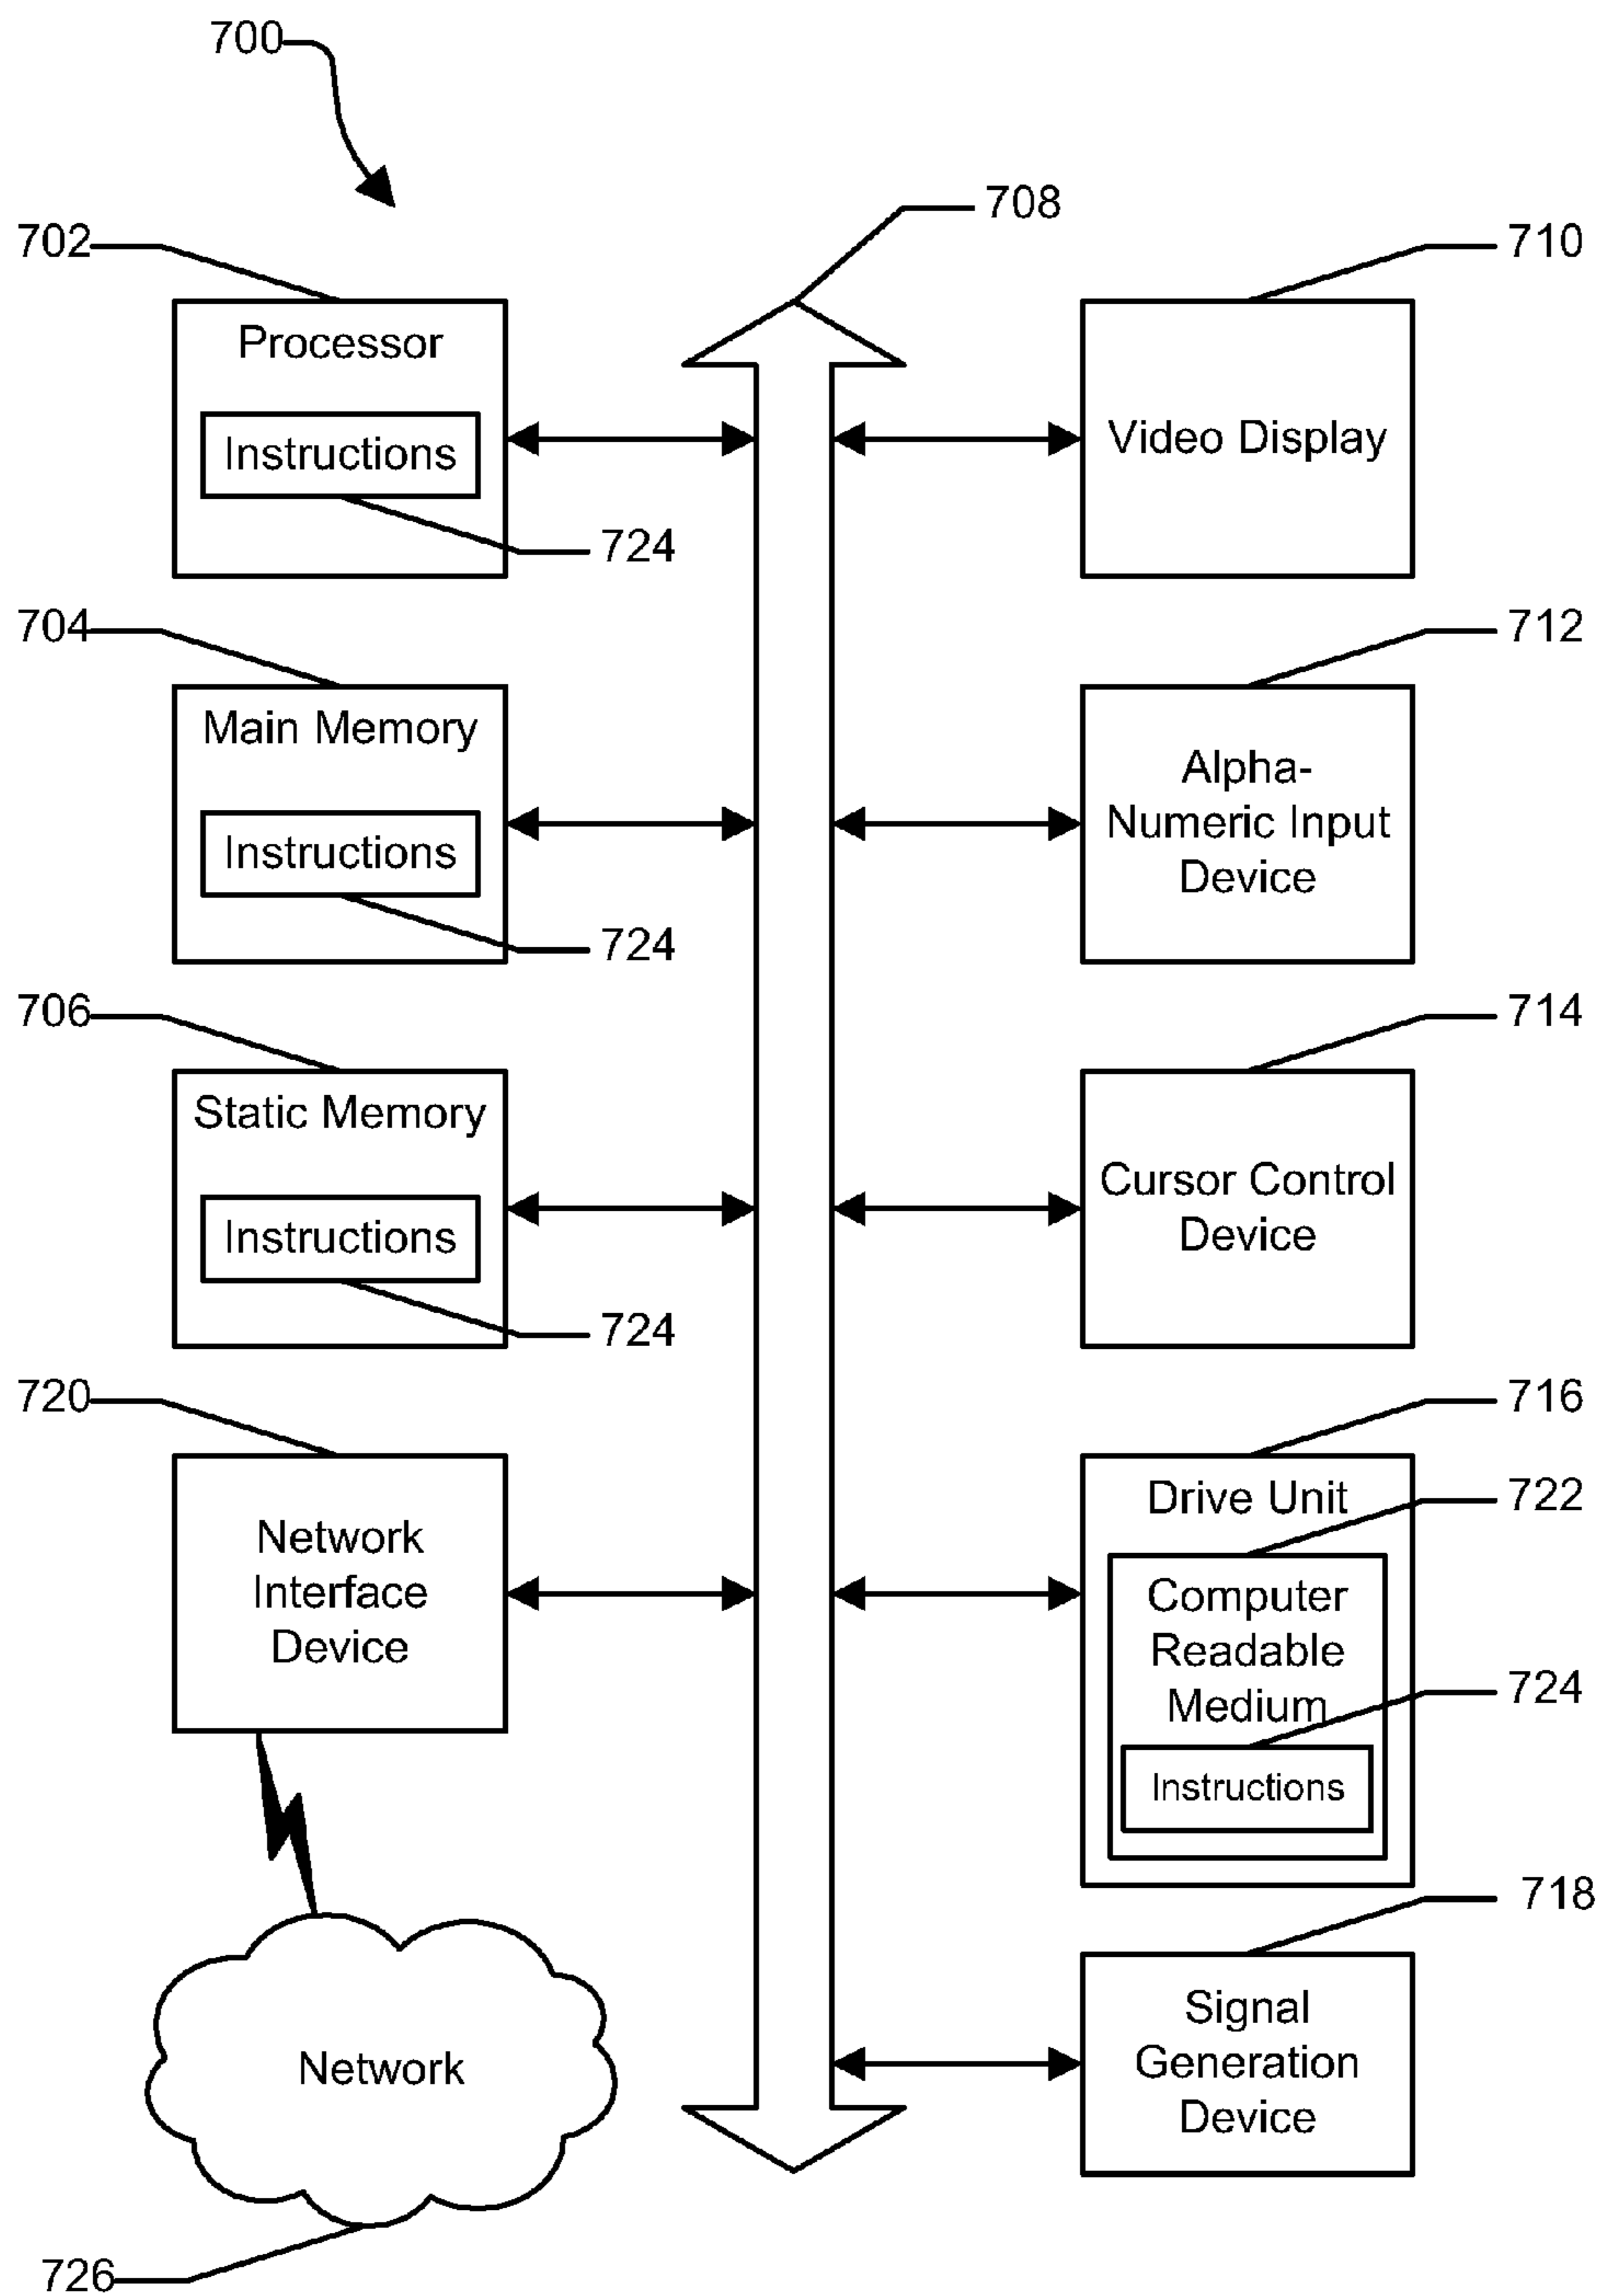 700
708
702
710
Processor
Instructions
724
Video Display
704
712
Main Memory
Instructions
724
Alpha-
Numeric Input
Device
706
714
Static Memory
Instructions
724
Cursor Control
Device
720
716
Network
Interface
Device
Drive Unit
722
Computer
Readable
Medium
724
Instructions
718
Network
Signal
Generation
Device
726